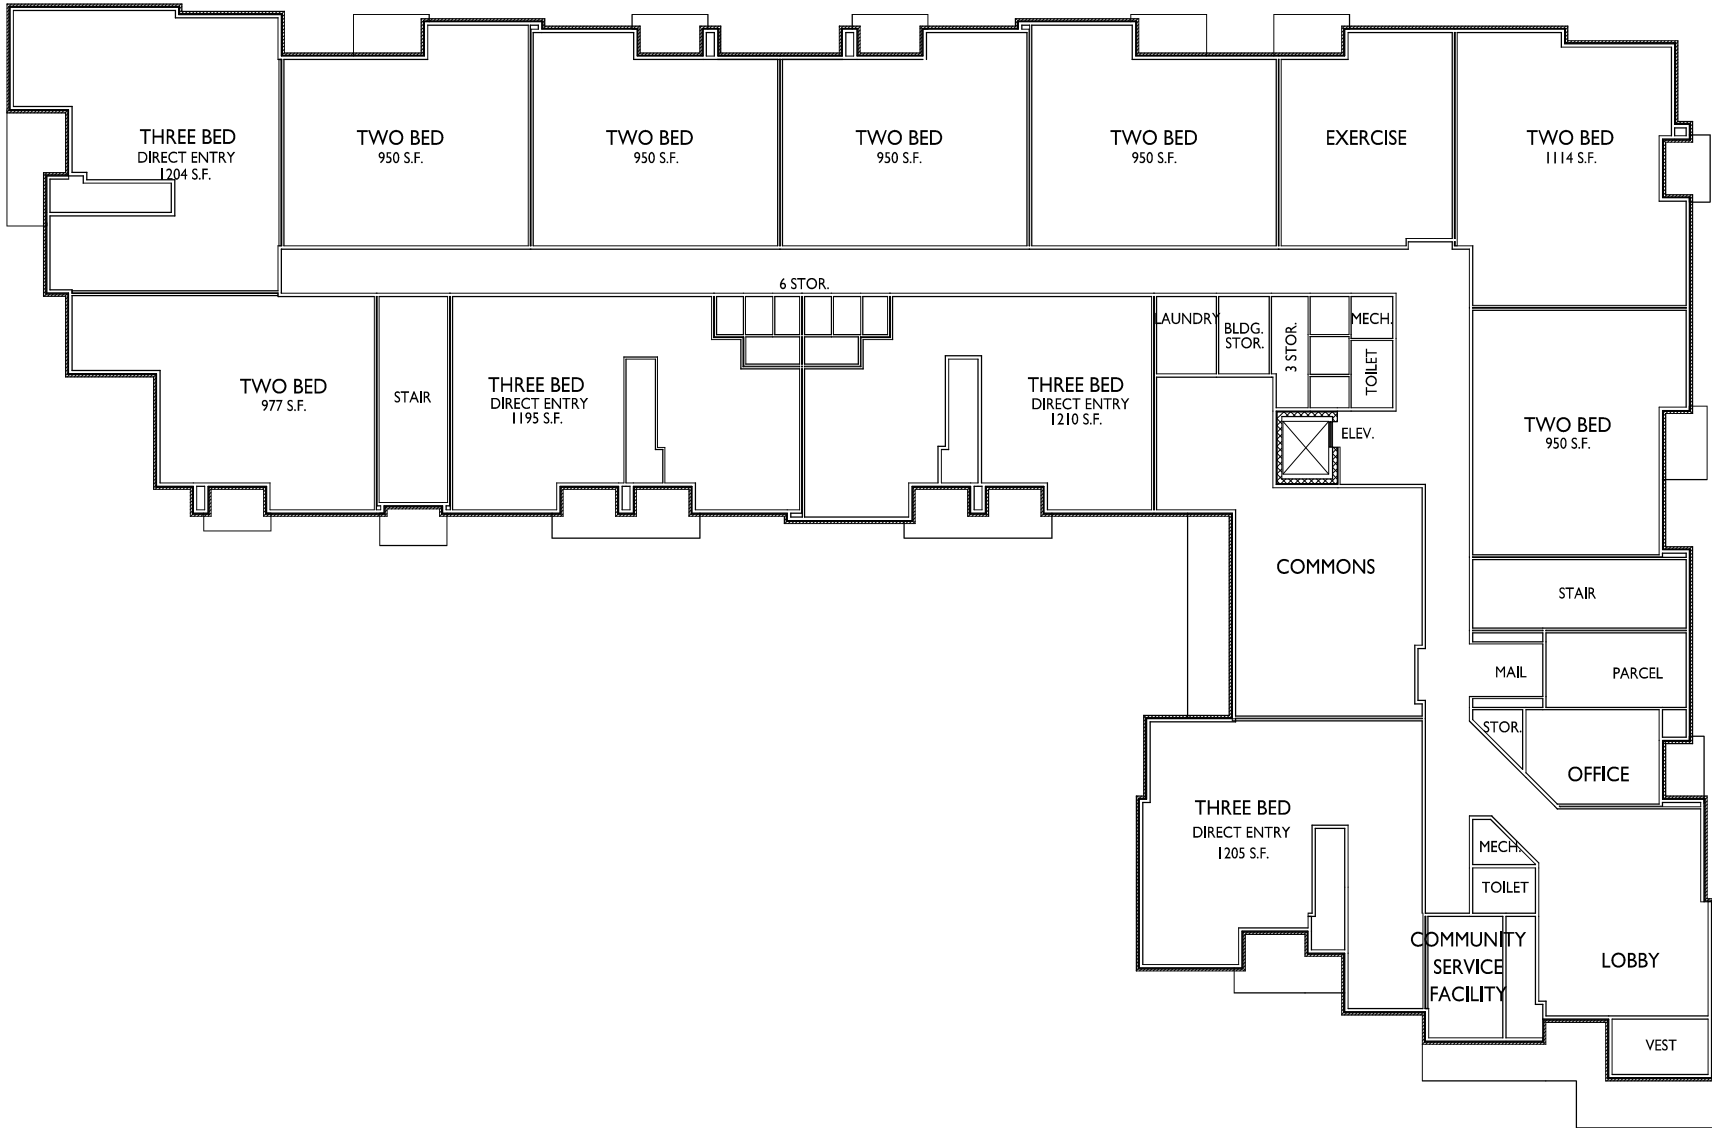 THREE BED
DIRECT ENTRY
1204 S.F.
TWO BED
950 S.F.
TWO BED
950 S.F.
TWO BED
950 S.F.
TWO BED
950 S.F.
EXERCISE
TWO BED
1114 S.F.
6 STOR.
TWO BED
977 S.F.
STAIR
THREE BED
DIRECT ENTRY
1195 S.F.
THREE BED
DIRECT ENTRY
1210 S.F.
LAUNDRY
BLDG.
STOR.
3 STOR.
MECH.
TOILET
ELEV.
TWO BED
950 S.F.
COMMONS
STAIR
MAIL
PARCEL
STOR.
OFFICE
THREE BED
DIRECT ENTRY
1205 S.F.
MECH.
TOILET
COMMUNITY
SERVICE
FACILITY
LOBBY
VEST